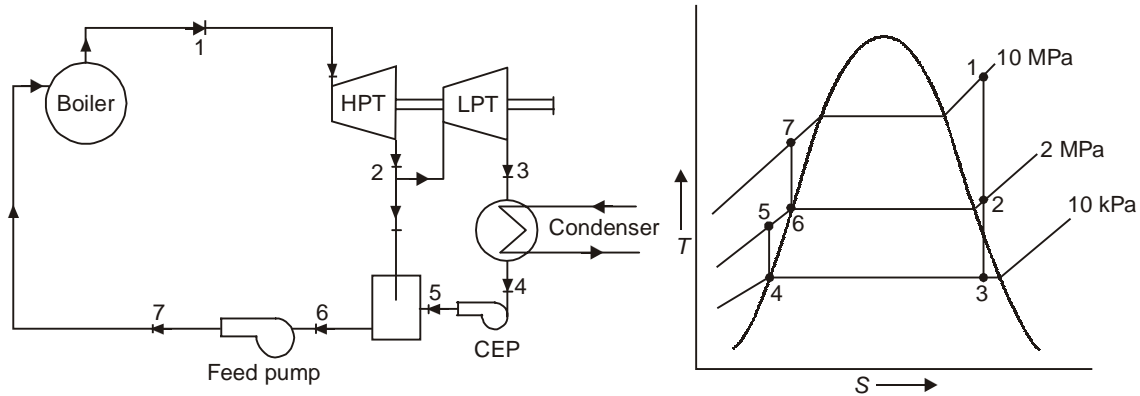 1
Boiler
HPT
LPT
2
3
Condenser
4
5
CEP
6
7
Feed pump
1
10 MPa
7
2 MPa
2
5
6
10 kPa
T
4
3
S